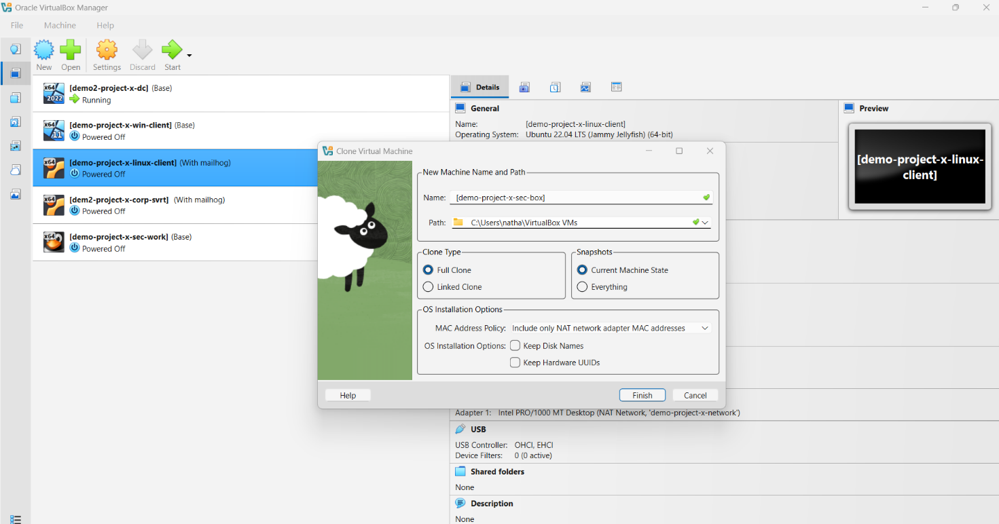 Oracle VirtualBox Manager
File Machine Help
New Open Settings Discard Start
x64 2022 [demo2-project-x-dc] (Base)
Running
x64 11 [demo-project-x-win-client] (Base)
Powered Off
x64 [demo-project-x-linux-client] (With mailhog)
Powered Off
x64 [dem2-project-x-corp-svrt] (With mailhog)
Powered Off
x64 [demo-project-x-sec-work] (Base)
Powered Off
Details
General
Name: [demo-project-x-linux-client]
Operating System: Ubuntu 22.04 LTS (Jammy Jellyfish) (64-bit)
Preview
[demo-project-x-linux-
client]
Clone Virtual Machine
New Machine Name and Path
Name: [demo-project-x-sec-box]
Path: C:\Users\natha\VirtualBox VMs
Clone Type
Full Clone
Linked Clone
Snapshots
Current Machine State
Everything
OS Installation Options
MAC Address Policy: Include only NAT network adapter MAC addresses
OS Installation Options: Keep Disk Names
Keep Hardware UUIDs
Help Finish Cancel
Adapter 1: Intel PRO/1000 MT Desktop (NAT Network, 'demo-project-x-network')
USB
USB Controller: OHCI, EHCI
Device Filters: 0 (0 active)
Shared folders
None
Description
None